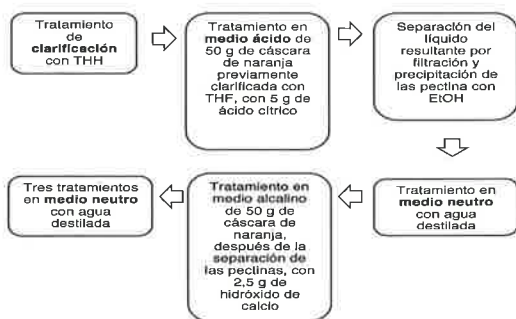 Tratamiento
de
clarificación
con THH
Tratamiento en
medio ácido de
50 g de cáscara
de naranja
previamente
clarificada con
THF, con 5 g de
ácido cítrico
Separación del
líquido
resultante por
filtración y
precipitación de
las pectina con
EtOH
Tratamiento en
medio neutro
con agua
destilada
Tratamiento en
medio alcalino
de 50 g de
cáscara de
naranja,
después de la
separación de
las pectinas, con
2,5 g de
hidróxido de
calcio
Tres tratamientos
en medio neutro
con agua
destilada